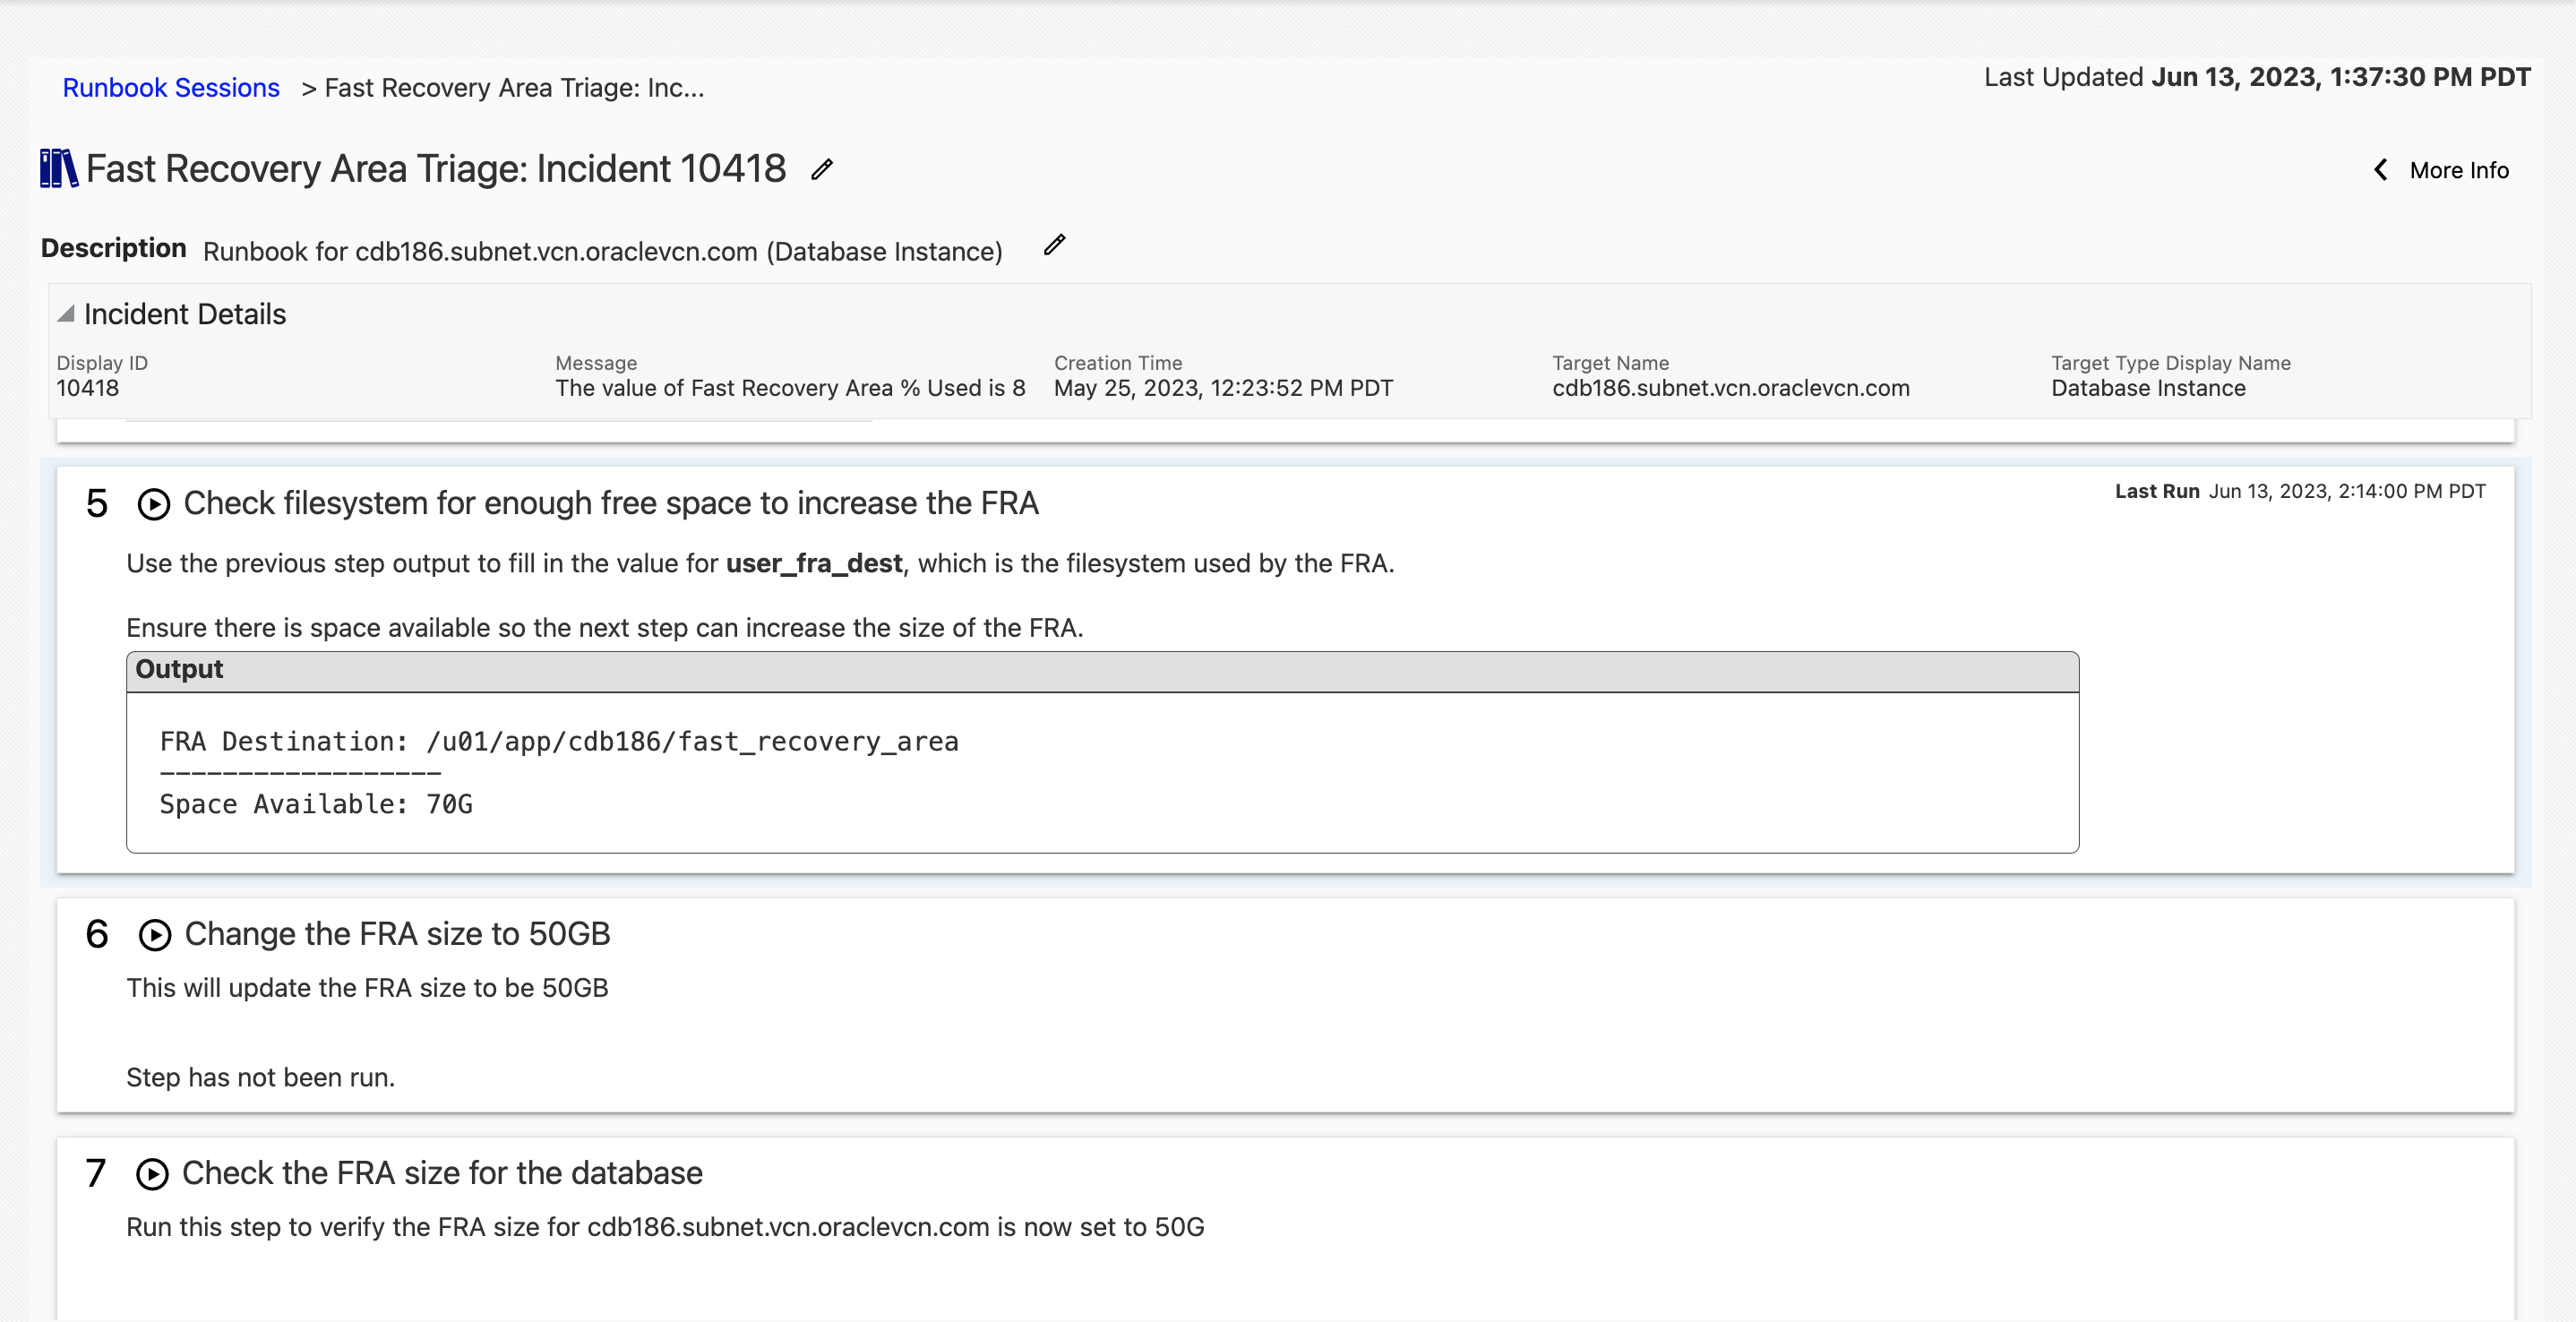 Last Updated Jun 13, 2023, 1:37:30 PM PDT
Runbook Sessions > Fast Recovery Area Triage: Inc...
Fast Recovery Area Triage: Incident 10418
More Info
Description Runbook for cdb186.subnet.vcn.oraclevcn.com (Database Instance)
Incident Details
Display ID Message Creation Time Target Name Target Type Display Name
10418 The value of Fast Recovery Area % Used is 8 May 25, 2023, 12:23:52 PM PDT cdb186.subnet.vcn.oraclevcn.com Database Instance
5 Check filesystem for enough free space to increase the FRA
Last Run Jun 13, 2023, 2:14:00 PM PDT
Use the previous step output to fill in the value for user_fra_dest, which is the filesystem used by the FRA.
Ensure there is space available so the next step can increase the size of the FRA.
Output
FRA Destination: /u01/app/cdb186/fast_recovery_area
------------------
Space Available: 70G
6 Change the FRA size to 50GB
This will update the FRA size to be 50GB
Step has not been run.
7 Check the FRA size for the database
Run this step to verify the FRA size for cdb186.subnet.vcn.oraclevcn.com is now set to 50G